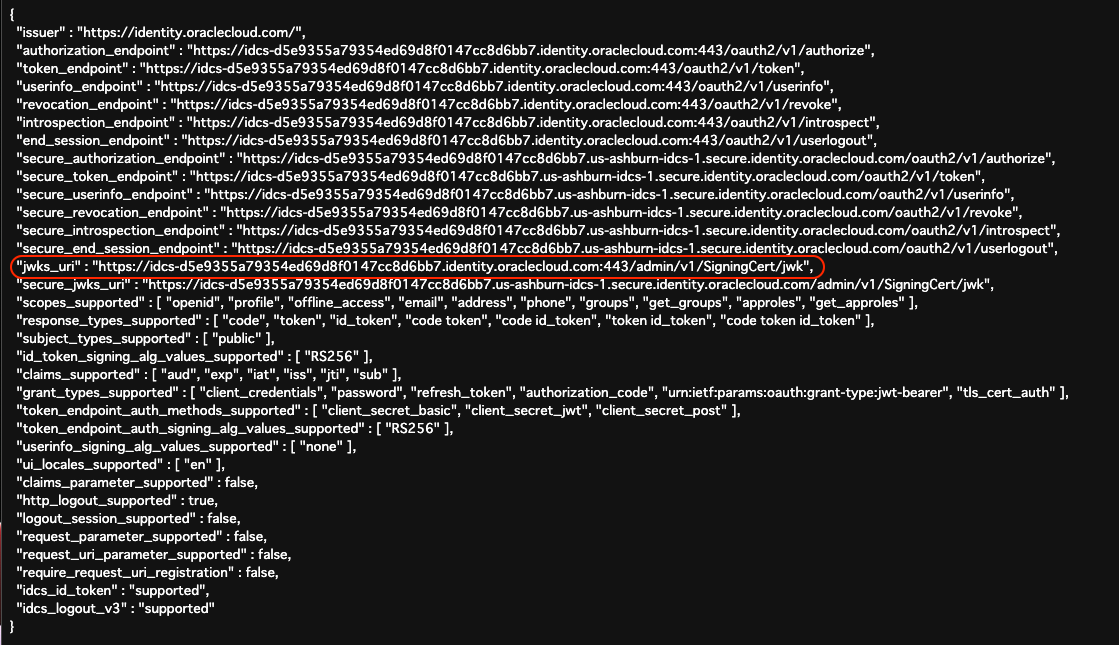 {
"issuer" : "https://identity.oraclecloud.com/",
"authorization_endpoint" : "https://idcs-d5e9355a79354ed69d8f0147cc8d6bb7.identity.oraclecloud.com:443/oauth2/v1/authorize",
"token_endpoint" : "https://idcs-d5e9355a79354ed69d8f0147cc8d6bb7.identity.oraclecloud.com:443/oauth2/v1/token",
"userinfo_endpoint" : "https://idcs-d5e9355a79354ed69d8f0147cc8d6bb7.identity.oraclecloud.com:443/oauth2/v1/userinfo",
"revocation_endpoint" : "https://idcs-d5e9355a79354ed69d8f0147cc8d6bb7.identity.oraclecloud.com:443/oauth2/v1/revoke",
"introspection_endpoint" : "https://idcs-d5e9355a79354ed69d8f0147cc8d6bb7.identity.oraclecloud.com:443/oauth2/v1/introspect",
"end_session_endpoint" : "https://idcs-d5e9355a79354ed69d8f0147cc8d6bb7.identity.oraclecloud.com:443/oauth2/v1/userlogout",
"secure_authorization_endpoint" : "https://idcs-d5e9355a79354ed69d8f0147cc8d6bb7.us-ashburn-idcs-1.secure.identity.oraclecloud.com/oauth2/v1/authorize",
"secure_token_endpoint" : "https://idcs-d5e9355a79354ed69d8f0147cc8d6bb7.us-ashburn-idcs-1.secure.identity.oraclecloud.com/oauth2/v1/token",
"secure_userinfo_endpoint" : "https://idcs-d5e9355a79354ed69d8f0147cc8d6bb7.us-ashburn-idcs-1.secure.identity.oraclecloud.com/oauth2/v1/userinfo",
"secure_revocation_endpoint" : "https://idcs-d5e9355a79354ed69d8f0147cc8d6bb7.us-ashburn-idcs-1.secure.identity.oraclecloud.com/oauth2/v1/revoke",
"secure_introspection_endpoint" : "https://idcs-d5e9355a79354ed69d8f0147cc8d6bb7.us-ashburn-idcs-1.secure.identity.oraclecloud.com/oauth2/v1/introspect",
"secure_end_session_endpoint" : "https://idcs-d5e9355a79354ed69d8f0147cc8d6bb7.us-ashburn-idcs-1.secure.identity.oraclecloud.com/oauth2/v1/userlogout",
"jwks_uri" : "https://idcs-d5e9355a79354ed69d8f0147cc8d6bb7.identity.oraclecloud.com:443/admin/v1/SigningCert/jwk",
"secure_jwks_uri" : "https://idcs-d5e9355a79354ed69d8f0147cc8d6bb7.us-ashburn-idcs-1.secure.identity.oraclecloud.com/admin/v1/SigningCert/jwk",
"scopes_supported" : [ "openid", "profile", "offline_access", "email", "address", "phone", "groups", "get_groups", "approles", "get_approles" ],
"response_types_supported" : [ "code", "token", "id_token", "code token", "code id_token", "token id_token", "code token id_token" ],
"subject_types_supported" : [ "public" ],
"id_token_signing_alg_values_supported" : [ "RS256" ],
"claims_supported" : [ "aud", "exp", "iat", "iss", "jti", "sub" ],
"grant_types_supported" : [ "client_credentials", "password", "refresh_token", "authorization_code", "urn:ietf:params:oauth:grant-type:jwt-bearer", "tls_cert_auth" ],
"token_endpoint_auth_methods_supported" : [ "client_secret_basic", "client_secret_jwt", "client_secret_post" ],
"token_endpoint_auth_signing_alg_values_supported" : [ "RS256" ],
"userinfo_signing_alg_values_supported" : [ "none" ],
"ui_locales_supported" : [ "en" ],
"claims_parameter_supported" : false,
"http_logout_supported" : true,
"logout_session_supported" : false,
"request_parameter_supported" : false,
"request_uri_parameter_supported" : false,
"require_request_uri_registration" : false,
"idcs_id_token" : "supported",
"idcs_logout_v3" : "supported"
}